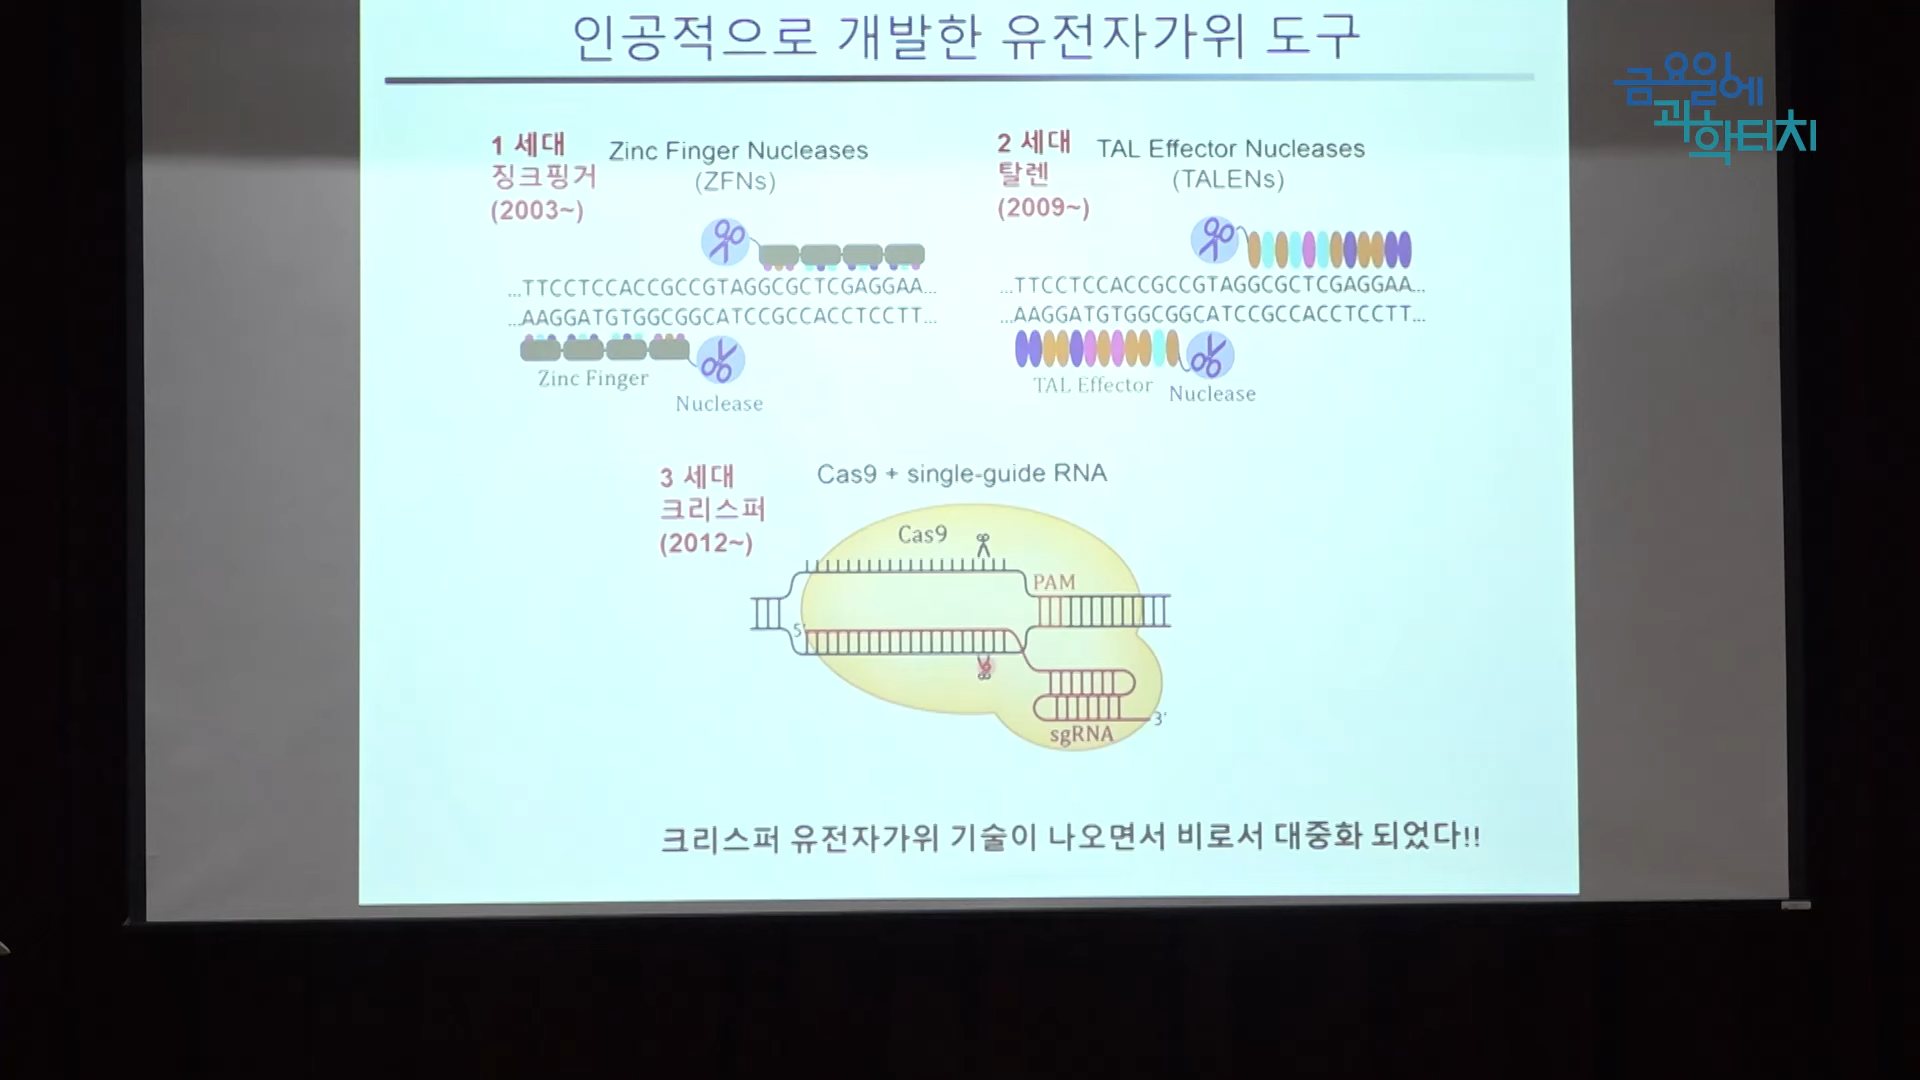 인공적으로 개발한 유전자가위 도구
금요일에
과학터치
1 세대
징크핑거
(2003~)
Zinc Finger Nucleases
(ZFNs)
...TTCCTCCACCGCCGTAGGCGCTCGAGGAA...
...AAGGATGTGGCGGCATCCGCCACCTCCTT...
Zinc Finger
Nuclease
2 세대
탈렌
(2009~)
TAL Effector Nucleases
(TALENs)
...TTCCTCCACCGCCGTAGGCGCTCGAGGAA...
...AAGGATGTGGCGGCATCCGCCACCTCCTT...
TAL Effector
Nuclease
3 세대
크리스퍼
(2012~)
Cas9 + single-guide RNA
Cas9
PAM
5'
3'
sgRNA
크리스퍼 유전자가위 기술이 나오면서 비로서 대중화 되었다!!